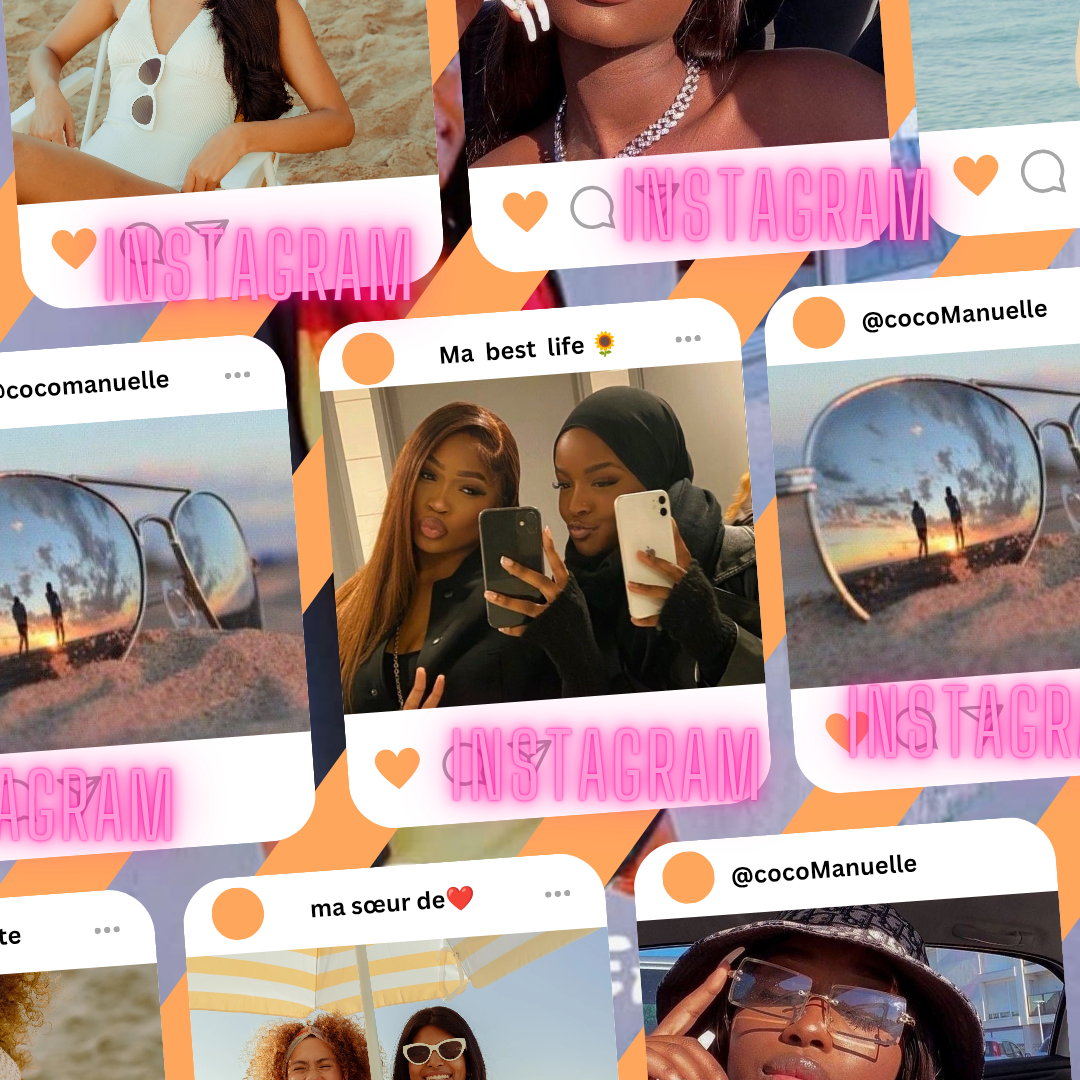 INSTAGRAM
INSTAGRAM
@cocomanuelle
Ma best life 🌻
@cocoManuelle
AGRAM
INSTAGRAM
INSTAGRA
te
ma sœur de❤️
@cocoManuelle